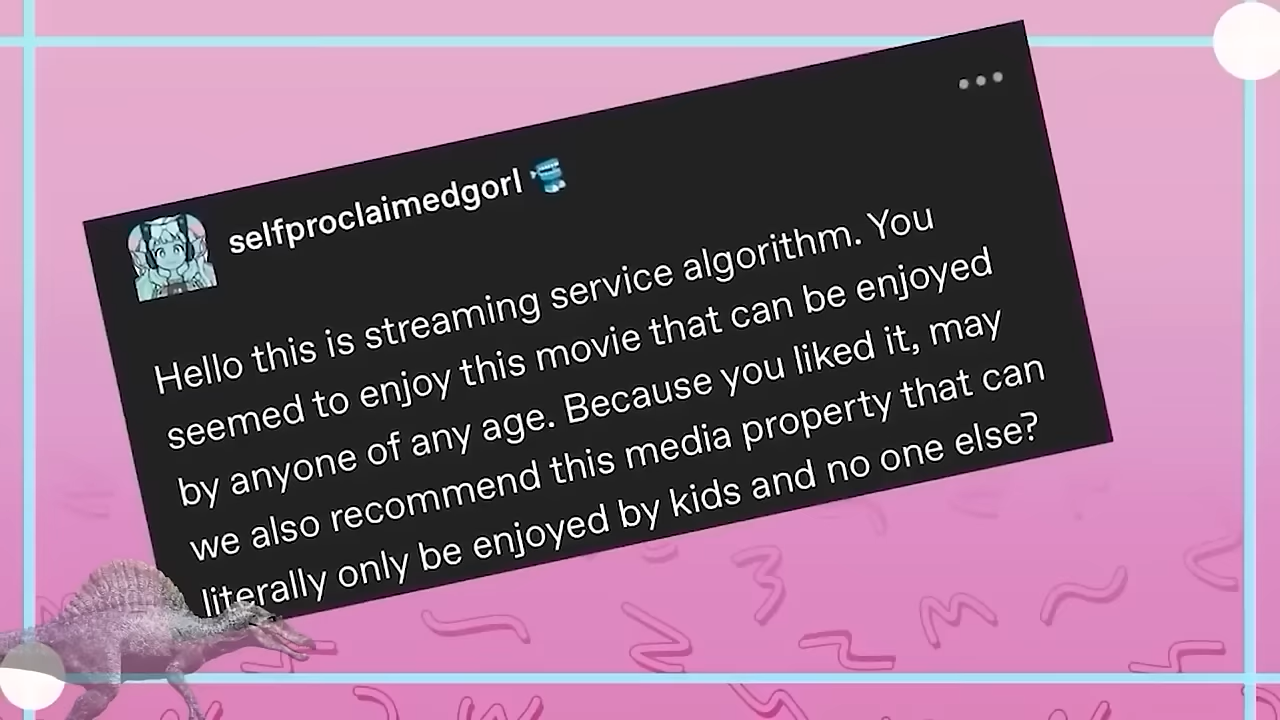 selfproclaimedgorl
Hello this is streaming service algorithm. You
seemed to enjoy this movie that can be enjoyed
by anyone of any age. Because you liked it, may
we also recommend this media property that can
literally only be enjoyed by kids and no one else?